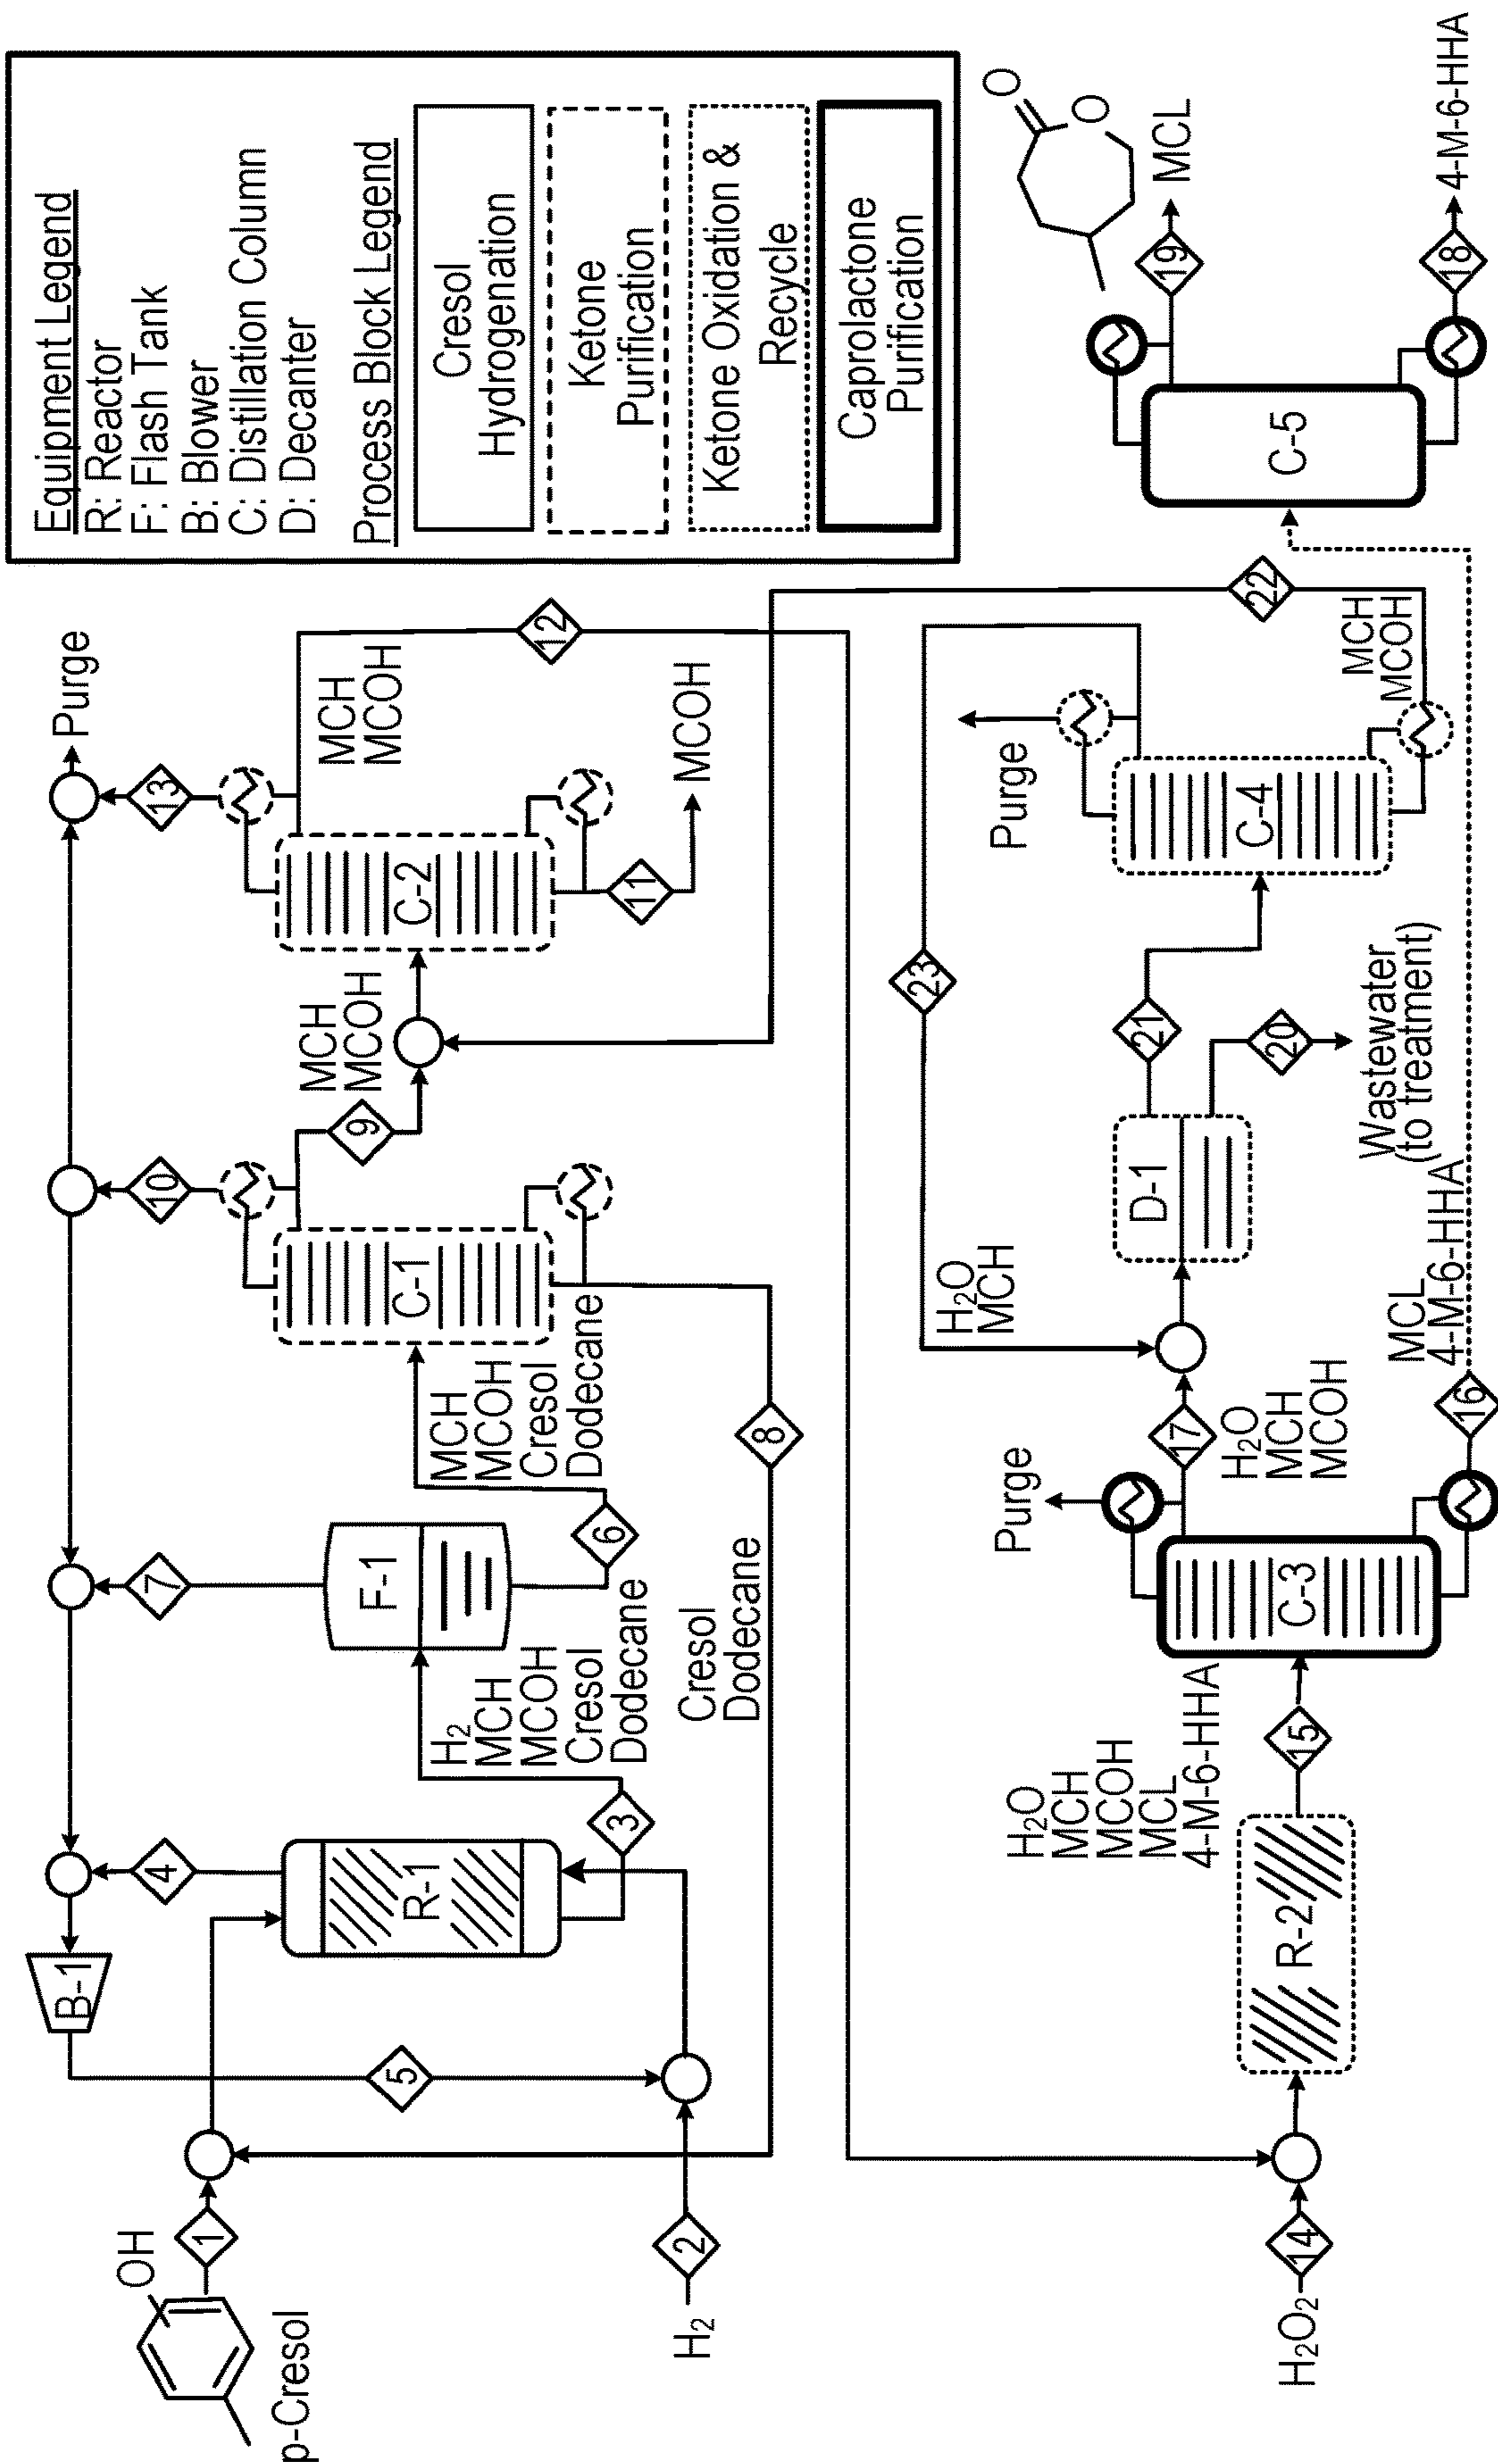 Equipment Legend
R: Reactor
F: Flash Tank
B: Blower
C: Distillation Column
D: Decanter
Process Block Legend
Cresol
Hydrogenation
Ketone
Purification
Ketone Oxidation &
Recycle
Caprolactone
Purification
Purge
B-1
4
7
10
13
5
OH
p-Cresol
1
R-1
3
H₂
MCH
MCOH
Cresol
Dodecane
F-1
6
MCH
MCOH
Cresol
Dodecane
C-1
9
MCH
MCOH
C-2
MCH
MCOH
12
11
MCOH
H₂
2
Cresol
Dodecane
8
H₂O₂
14
R-2
H₂O
MCH
MCOH
MCL
4-M-6-HHA
15
C-3
Purge
17
H₂O
MCH
MCOH
16
MCL
4-M-6-HHA
H₂O
MCH
23
D-1
21
20
Wastewater
(to treatment)
C-4
Purge
MCH
MCOH
22
C-5
O
O
19
MCL
18
4-M-6-HHA